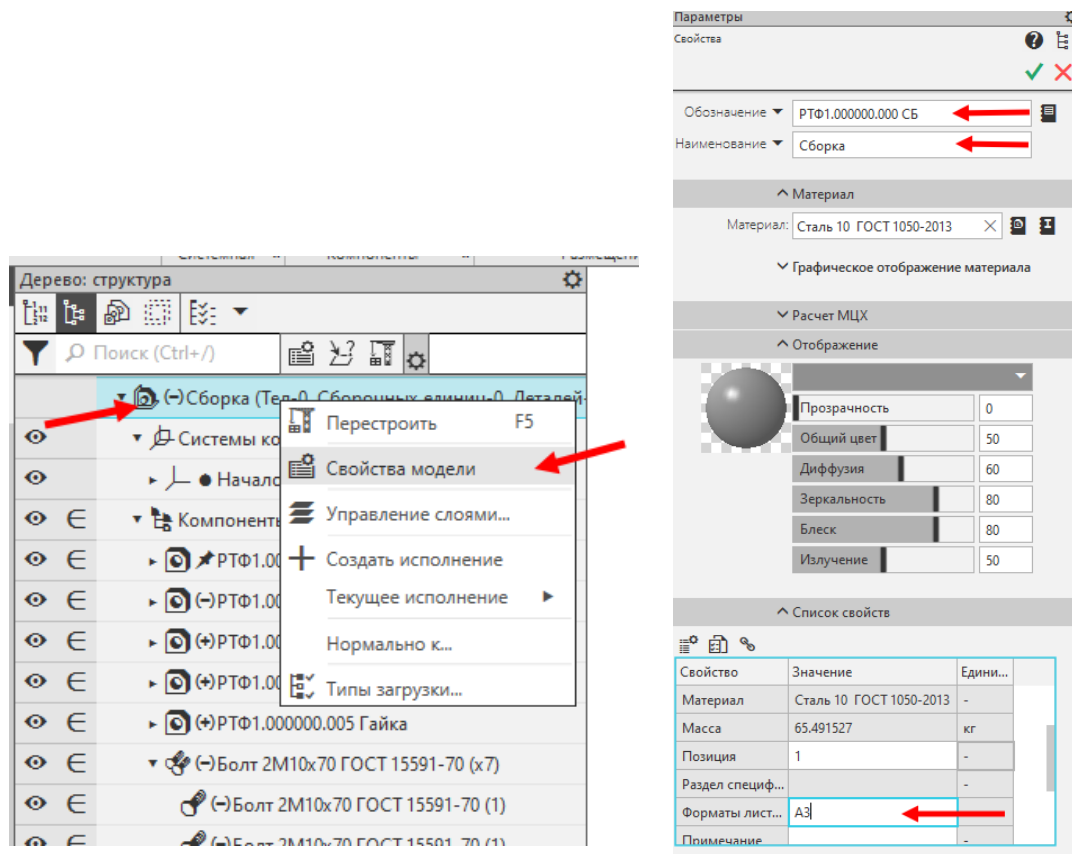 Дерево: структура
Поиск (Ctrl+/)
(-)Сборка (Тел-0, Сборочных единиц-0, Деталей-
Системы ко
Начало
Компоненты
РТФ1.00
(-)РТФ1.00
(+)РТФ1.00
(+)РТФ1.00
(+)РТФ1.000000.005 Гайка
(-)Болт 2М10х70 ГОСТ 15591-70 (x7)
(-)Болт 2М10х70 ГОСТ 15591-70 (1)
(-)Болт 2М10х70 ГОСТ 15591-70 (1)
Перестроить F5
Свойства модели
Управление слоями...
Создать исполнение
Текущее исполнение
Нормально к...
Типы загрузки...
Параметры
Свойства
Обозначение РТФ1.000000.000 СБ
Наименование Сборка
Материал
Материал: Сталь 10 ГОСТ 1050-2013
Графическое отображение материала
Расчет МЦХ
Отображение
Прозрачность 0
Общий цвет 50
Диффузия 60
Зеркальность 80
Блеск 80
Излучение 50
Список свойств
Свойство Значение Едини...
Материал Сталь 10 ГОСТ 1050-2013 -
Масса 65.491527 кг
Позиция 1 -
Раздел специф... -
Форматы лист... А3
Примечание -